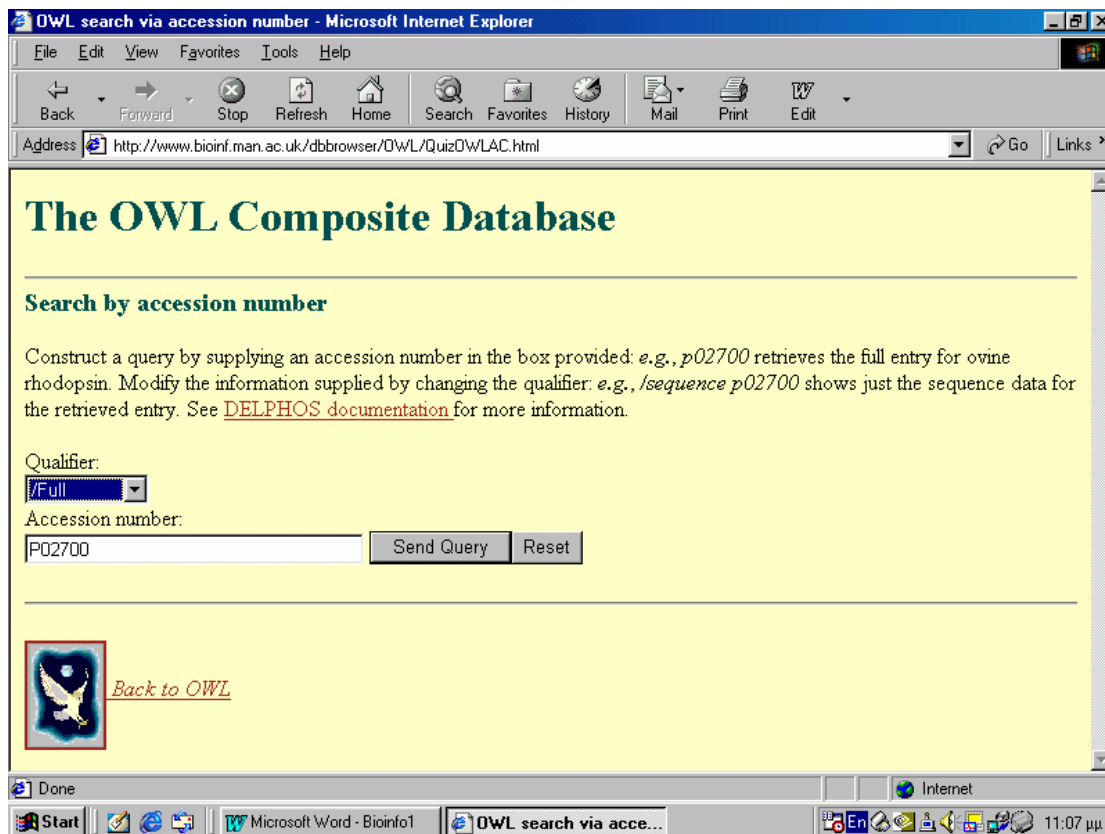 OWL search via accession number - Microsoft Internet Explorer
File Edit View Favorites Tools Help
Back Forward Stop Refresh Home Search Favorites History Mail Print Edit
Address http://www.bioinf.man.ac.uk/dbbrowser/OWL/QuizOWLAC.html Go Links
The OWL Composite Database
Search by accession number
Construct a query by supplying an accession number in the box provided: e.g., p02700 retrieves the full entry for ovine
rhodopsin. Modify the information supplied by changing the qualifier: e.g., /sequence p02700 shows just the sequence data for
the retrieved entry. See DELPHOS documentation for more information.
Qualifier:
/Full
Accession number:
P02700 Send Query Reset
Back to OWL
Done Internet
Start Microsoft Word - Bioinfo1 OWL search via acce... En 11:07 μμ